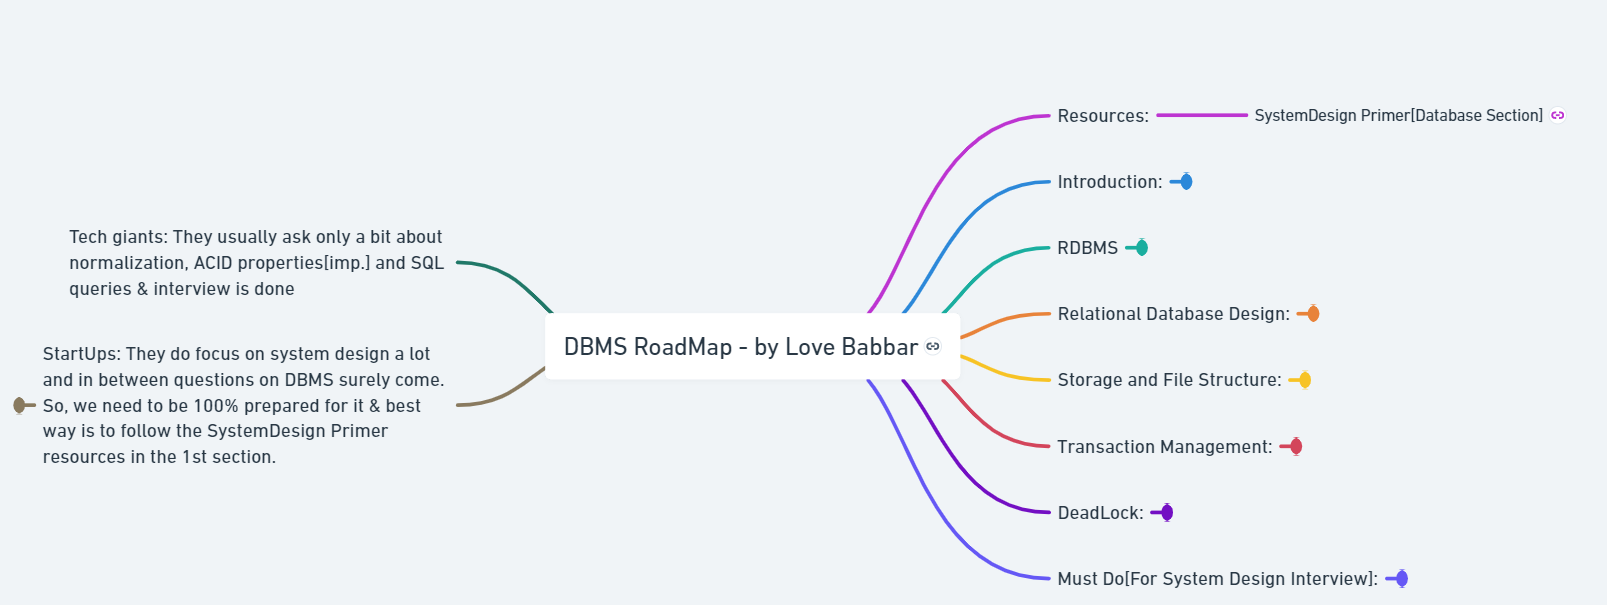 Tech giants: They usually ask only a bit about
normalization, ACID properties[imp.] and SQL
queries & interview is done
StartUps: They do focus on system design a lot
and in between questions on DBMS surely come.
So, we need to be 100% prepared for it & best
way is to follow the SystemDesign Primer
resources in the 1st section.
DBMS RoadMap - by Love Babbar
Resources:
SystemDesign Primer[Database Section]
Introduction:
RDBMS
Relational Database Design:
Storage and File Structure:
Transaction Management:
DeadLock:
Must Do[For System Design Interview]: